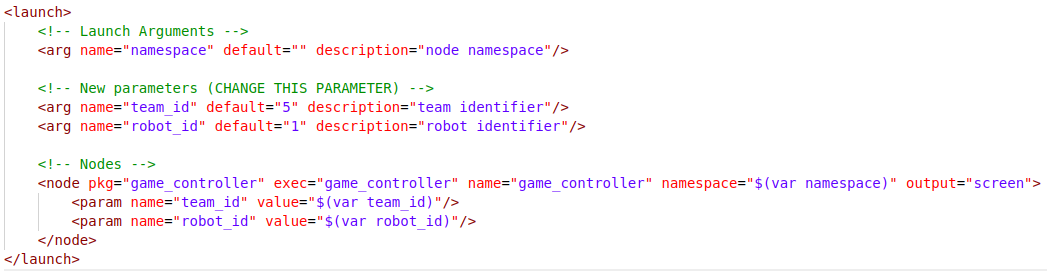 <launch>
    <!-- Launch Arguments -->
    <arg name="namespace" default="" description="node namespace"/>

    <!-- New parameters (CHANGE THIS PARAMETER) -->
    <arg name="team_id" default="5" description="team identifier"/>
    <arg name="robot_id" default="1" description="robot identifier"/>

    <!-- Nodes -->
    <node pkg="game_controller" exec="game_controller" name="game_controller" namespace="$(var namespace)" output="screen">
        <param name="team_id" value="$(var team_id)"/>
        <param name="robot_id" value="$(var robot_id)"/>
    </node>
</launch>